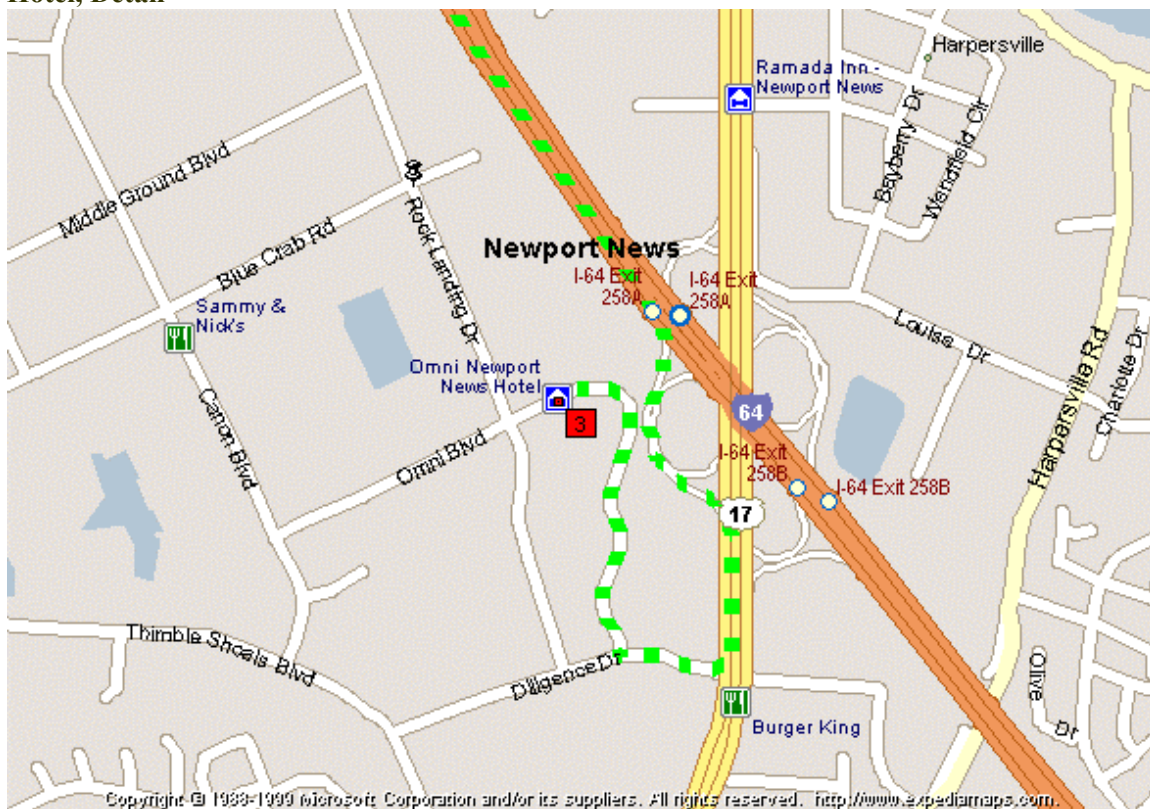 Hotel, Detail
Harpersville
Ramada Inn -
Newport News
Bayberry Dr
Wendfield Cir
Middle Ground Blvd
Blue Crab Rd
Rock Landing Dr
Newport News
I-64 Exit
258A
I-64 Exit
258A
Sammy &
Nick's
Louise Dr
Harpersville Rd
Charlotte Dr
Omni Newport
News Hotel
3
64
Canon Blvd
Omni Blvd
I-64 Exit
258B
I-64 Exit 258B
17
Thimble Shoals Blvd
Diligence Dr
Olive
Dr
Burger King
Copyright © 1988-1999 Microsoft Corporation and/or its suppliers. All rights reserved. http://www.expediamaps.com.